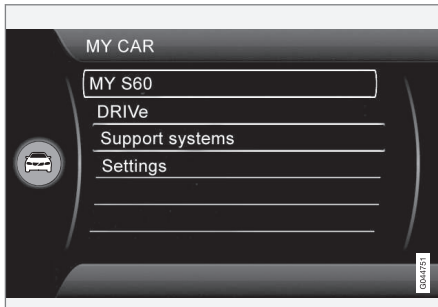 MY CAR
MY S60
DRIVe
Support systems
Settings
G044751